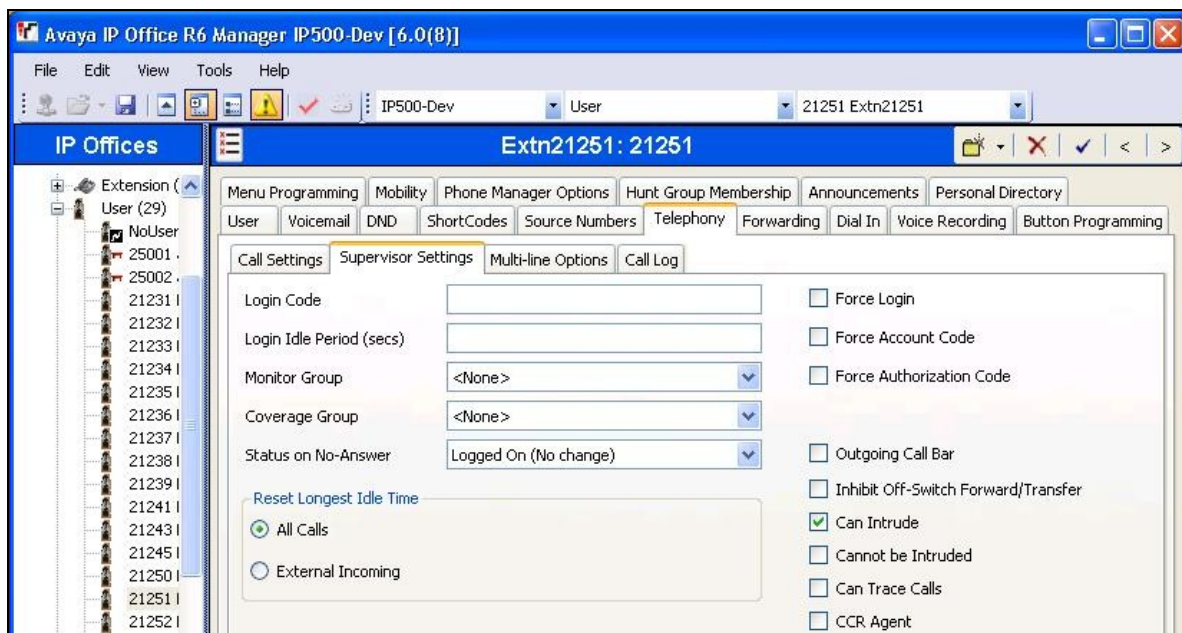 Avaya IP Office R6 Manager IP500-Dev [6.0(8)]
File Edit View Tools Help
IP500-Dev User 21251 Extn21251
IP Offices
Extn21251: 21251
Extension (
User (29)
NoUser
25001
25002
21231
21232
21233
21234
21235
21236
21237
21238
21239
21241
21243
21245
21250
21251
21252
Menu Programming Mobility Phone Manager Options Hunt Group Membership Announcements Personal Directory
User Voicemail DND ShortCodes Source Numbers Telephony Forwarding Dial In Voice Recording Button Programming
Call Settings Supervisor Settings Multi-line Options Call Log
Login Code
Login Idle Period (secs)
Monitor Group <None>
Coverage Group <None>
Status on No-Answer Logged On (No change)
Reset Longest Idle Time
All Calls
External Incoming
Force Login
Force Account Code
Force Authorization Code
Outgoing Call Bar
Inhibit Off-Switch Forward/Transfer
Can Intrude
Cannot be Intruded
Can Trace Calls
CCR Agent